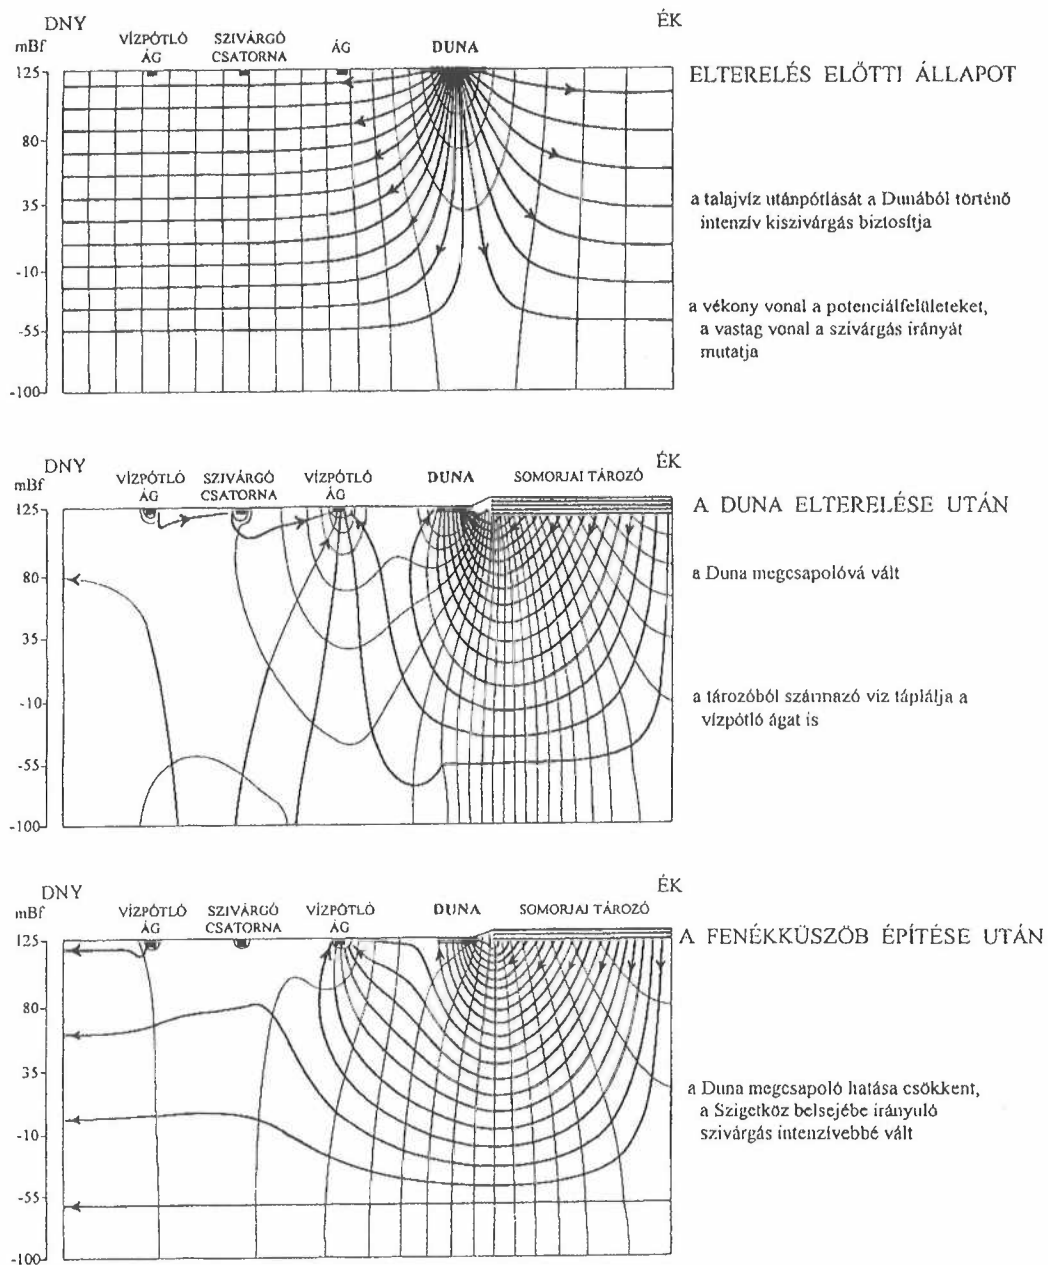 DNY
ÉK
mBf
VÍZPÓTLÓ ÁG
SZIVÁRGÓ CSATORNA
ÁG
DUNA
125
80
35
-10
-55
-100
ELTERELÉS ELŐTTI ÁLLAPOT
a talajvíz utánpótlását a Dunából történő
intenzív kiszivárgás biztosítja
a vékony vonal a potenciálfelületeket,
a vastag vonal a szivárgás irányát
mutatja
DNY
ÉK
mBf
VÍZPÓTLÓ ÁG
SZIVÁRGÓ CSATORNA
VÍZPÓTLÓ ÁG
DUNA
SOMORJAI TÁROZÓ
125
80
35
-10
-55
-100
A DUNA ELTERELÉSE UTÁN
a Duna megcsapolóvá vált
a tározóból származó víz táplálja a
vízpótló ágat is
DNY
ÉK
mBf
VÍZPÓTLÓ ÁG
SZIVÁRGÓ CSATORNA
VÍZPÓTLÓ ÁG
DUNA
SOMORJAI TÁROZÓ
125
80
35
-10
-55
-100
A FENÉKKÜSZÖB ÉPÍTÉSE UTÁN
a Duna megcsapoló hatása csökkent,
a Szigetköz belsejébe irányuló
szivárgás intenzívebbé vált